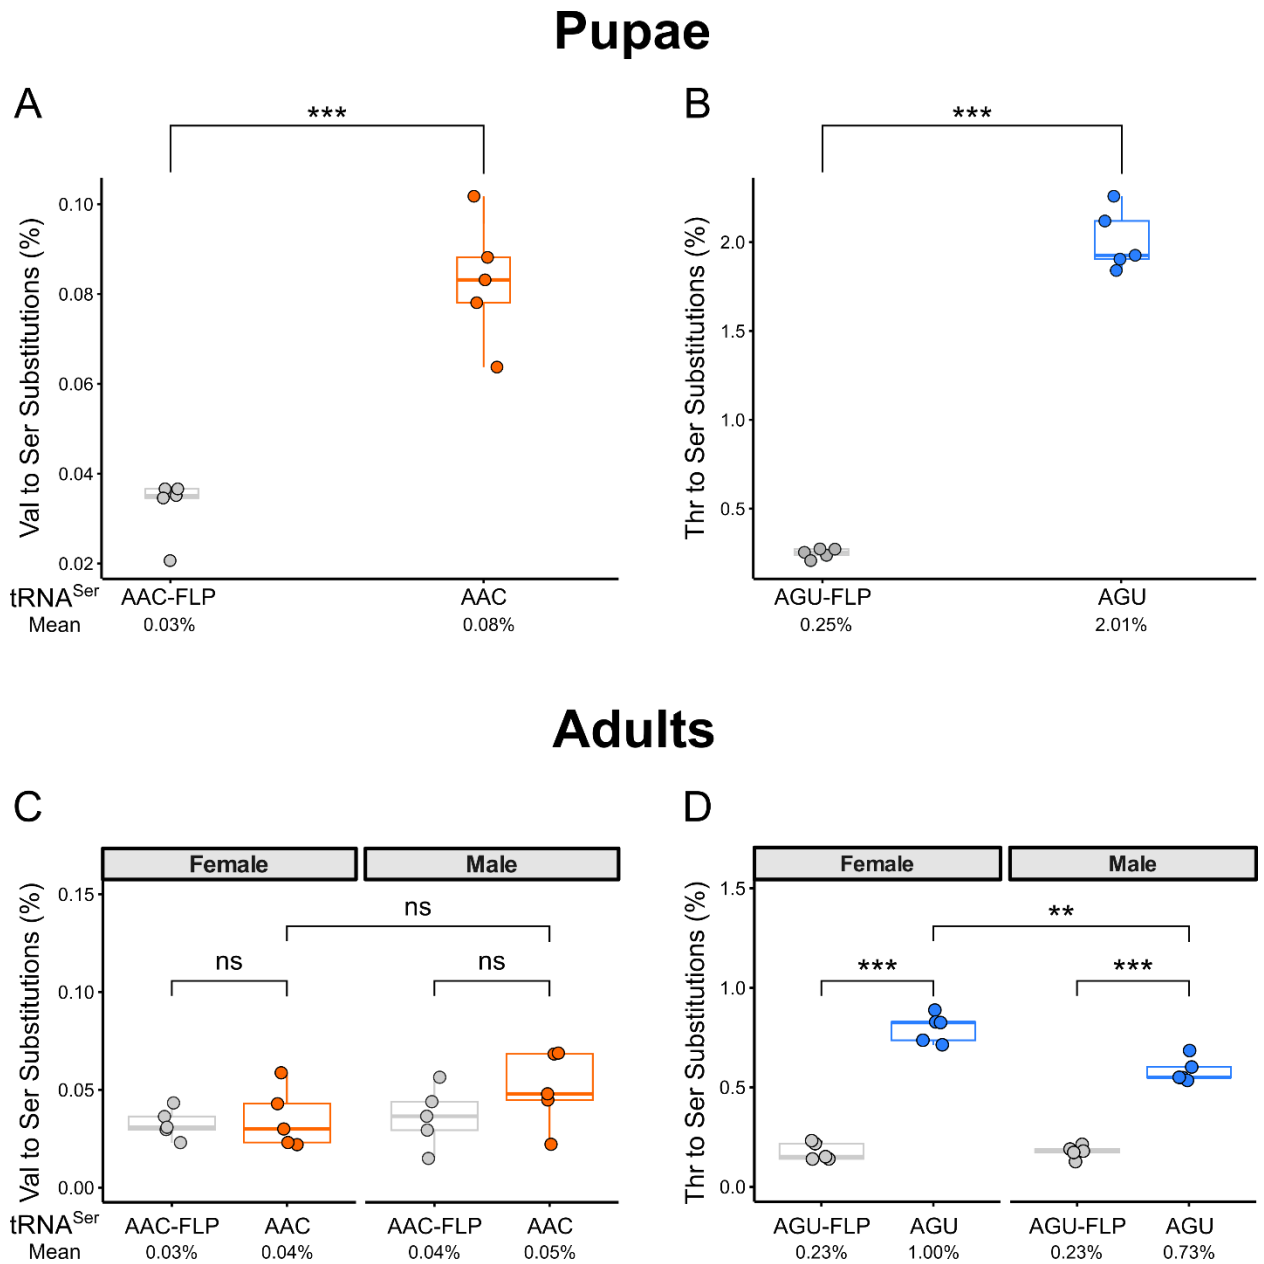 Pupae
A
B
***
***
Val to Ser Substitutions (%)
0.10
0.08
0.06
0.04
0.02
Thr to Ser Substitutions (%)
2.0
1.5
1.0
0.5
tRNA^Ser AAC-FLP AAC
Mean 0.03% 0.08%
AGU-FLP AGU
0.25% 2.01%
Adults
C
D
Female Male
Female Male
Val to Ser Substitutions (%)
0.15
0.10
0.05
0.00
ns
ns ns
Thr to Ser Substitutions (%)
1.5
1.0
0.5
0.0
**
*** ***
tRNA^Ser AAC-FLP AAC AAC-FLP AAC
Mean 0.03% 0.04% 0.04% 0.05%
AGU-FLP AGU AGU-FLP AGU
0.23% 1.00% 0.23% 0.73%